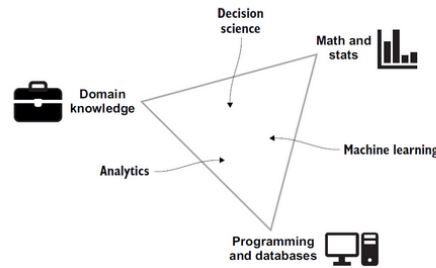 Decision
science
Math and
stats
Domain
knowledge
Machine learning
Analytics
Programming
and databases